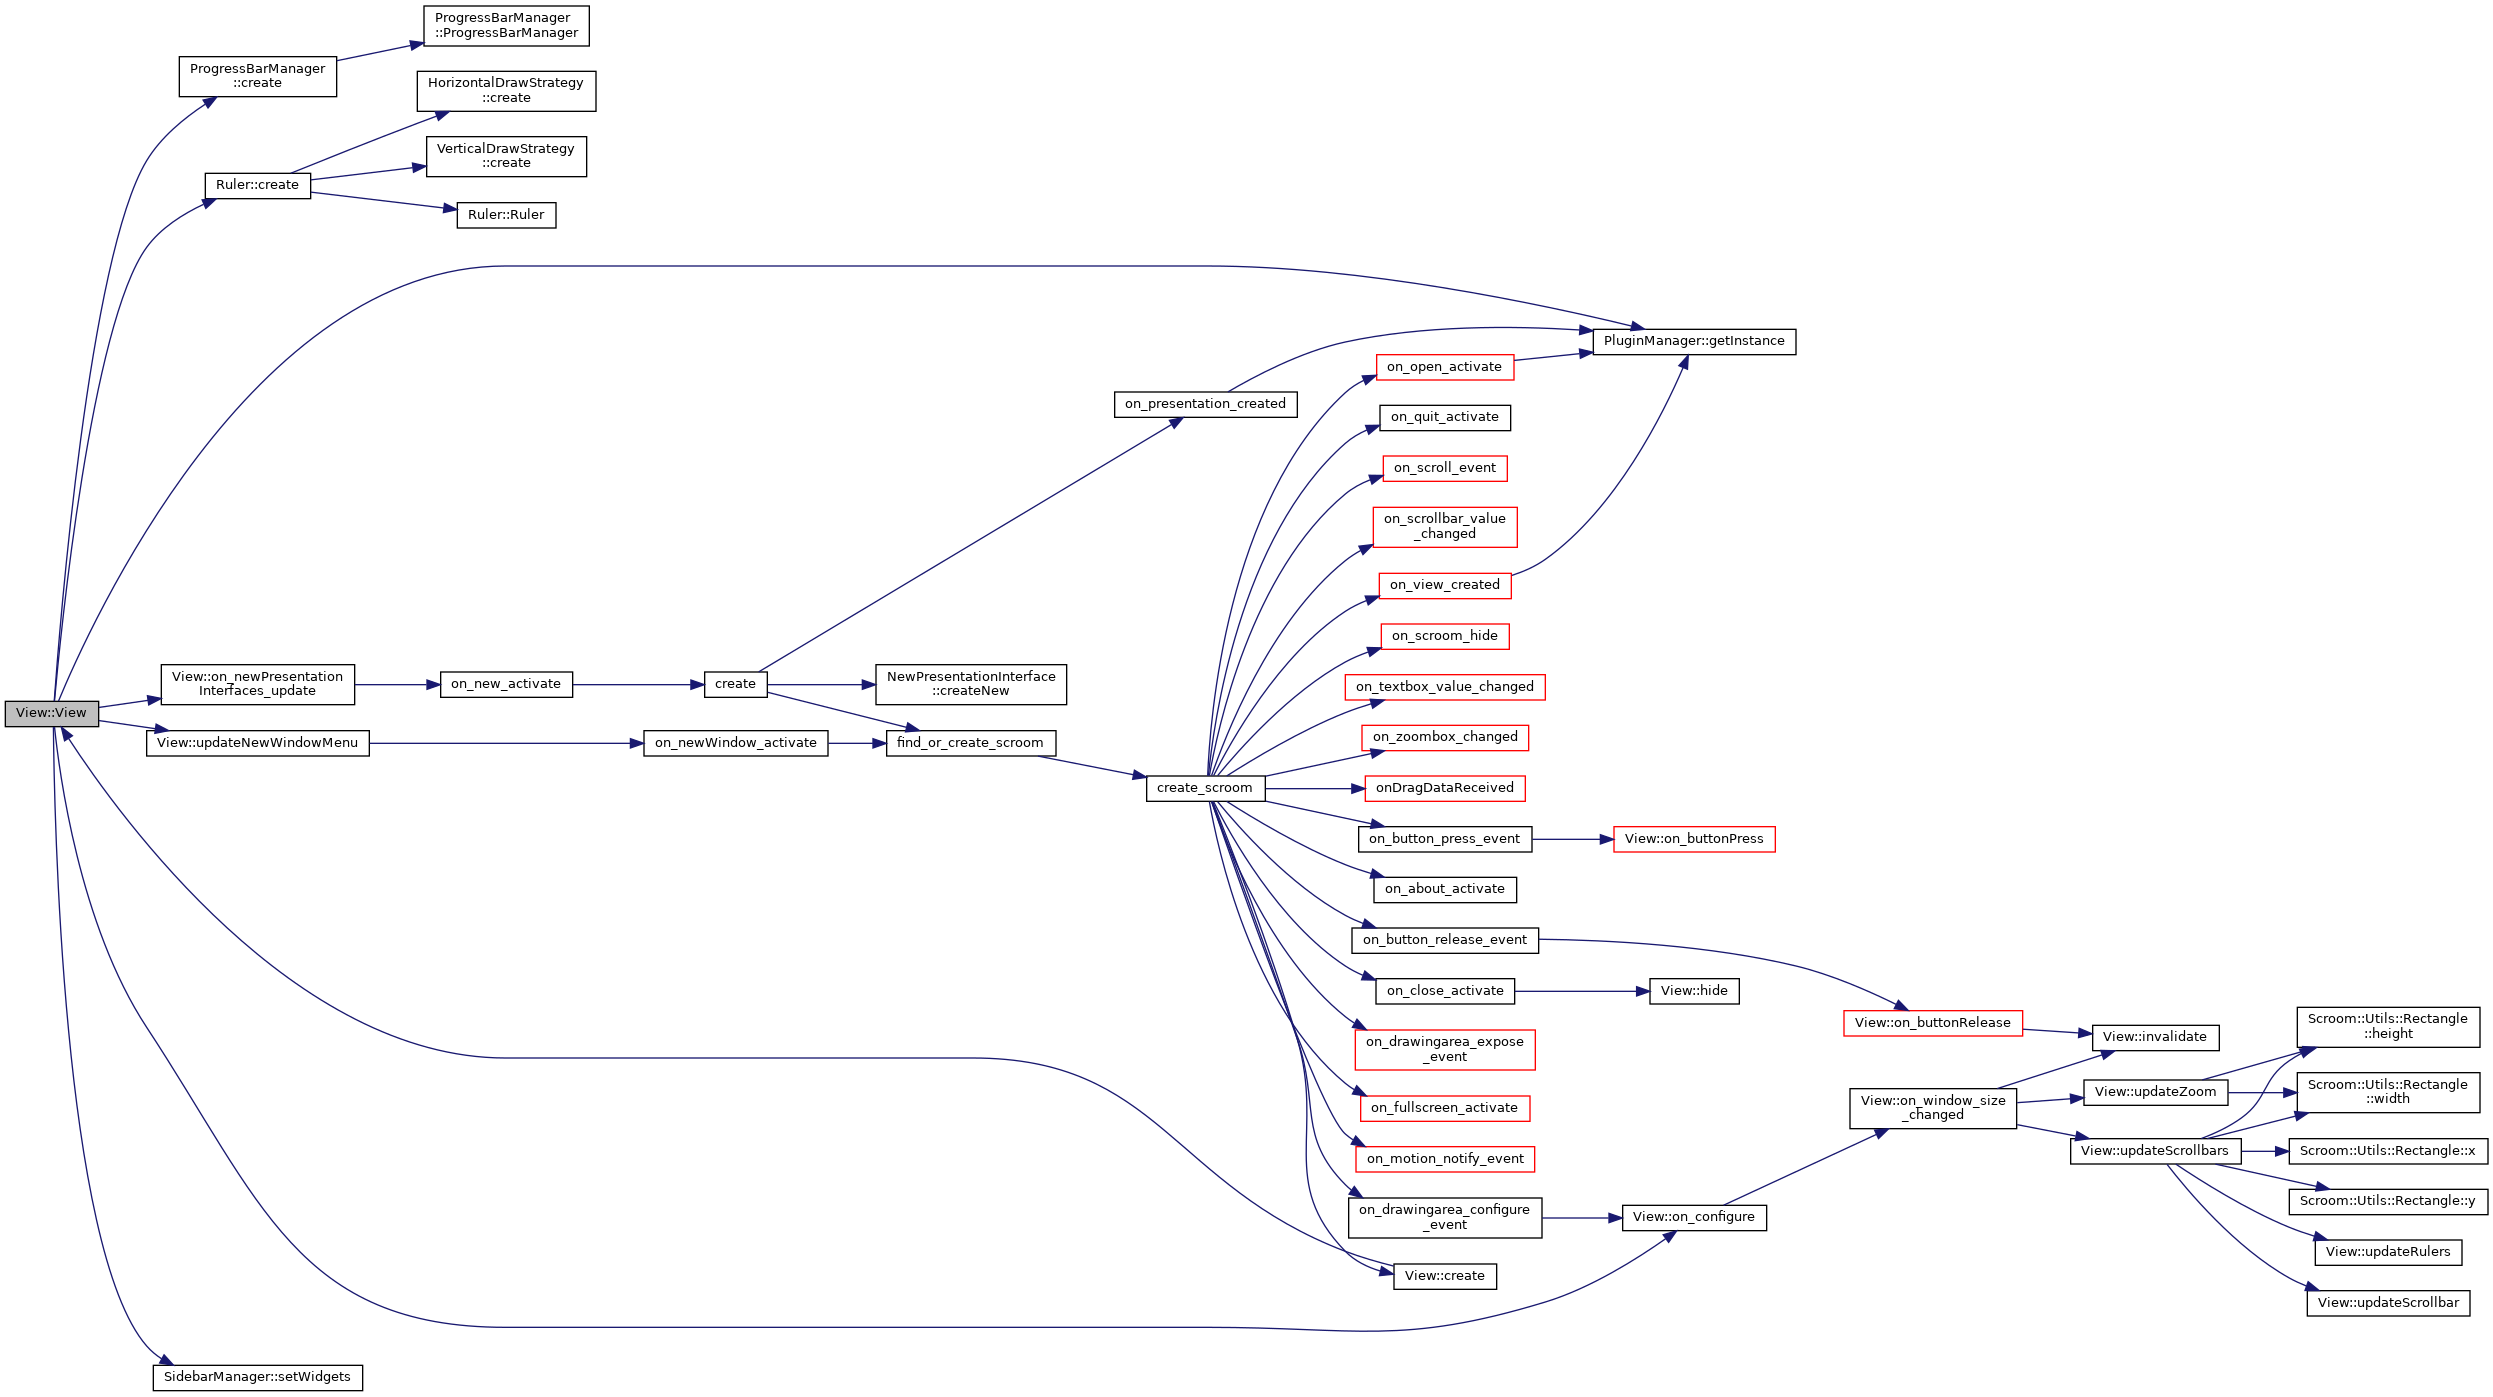 ProgressBarManager
::ProgressBarManager
ProgressBarManager
::create
HorizontalDrawStrategy
::create
VerticalDrawStrategy
::create
Ruler::create
Ruler::Ruler
PluginManager::getInstance
on_open_activate
on_presentation_created
on_quit_activate
on_scroll_event
on_scrollbar_value
_changed
on_view_created
on_scroom_hide
View::on_newPresentation
Interfaces_update
on_new_activate
create
NewPresentationInterface
::createNew
on_textbox_value_changed
View::View
View::updateNewWindowMenu
on_newWindow_activate
find_or_create_scroom
on_zoombox_changed
create_scroom
onDragDataReceived
on_button_press_event
View::on_buttonPress
on_about_activate
on_button_release_event
on_close_activate
View::hide
View::on_buttonRelease
View::invalidate
Scroom::Utils::Rectangle
::height
on_drawingarea_expose
_event
View::updateZoom
Scroom::Utils::Rectangle
::width
View::on_window_size
_changed
on_fullscreen_activate
View::updateScrollbars
Scroom::Utils::Rectangle::x
on_motion_notify_event
Scroom::Utils::Rectangle::y
on_drawingarea_configure
_event
View::on_configure
View::updateRulers
View::create
View::updateScrollbar
SidebarManager::setWidgets